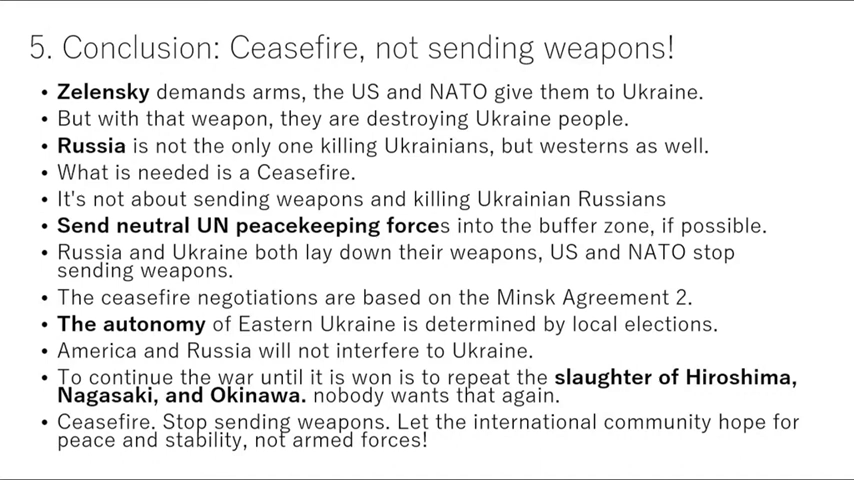 5. Conclusion: Ceasefire, not sending weapons!
• Zelensky demands arms, the US and NATO give them to Ukraine.
• But with that weapon, they are destroying Ukraine people.
• Russia is not the only one killing Ukrainians, but westerns as well.
• What is needed is a Ceasefire.
• It's not about sending weapons and killing Ukrainian Russians
• Send neutral UN peacekeeping forces into the buffer zone, if possible.
• Russia and Ukraine both lay down their weapons, US and NATO stop
sending weapons.
• The ceasefire negotiations are based on the Minsk Agreement 2.
• The autonomy of Eastern Ukraine is determined by local elections.
• America and Russia will not interfere to Ukraine.
• To continue the war until it is won is to repeat the slaughter of Hiroshima,
Nagasaki, and Okinawa. nobody wants that again.
• Ceasefire. Stop sending weapons. Let the international community hope for
peace and stability, not armed forces!